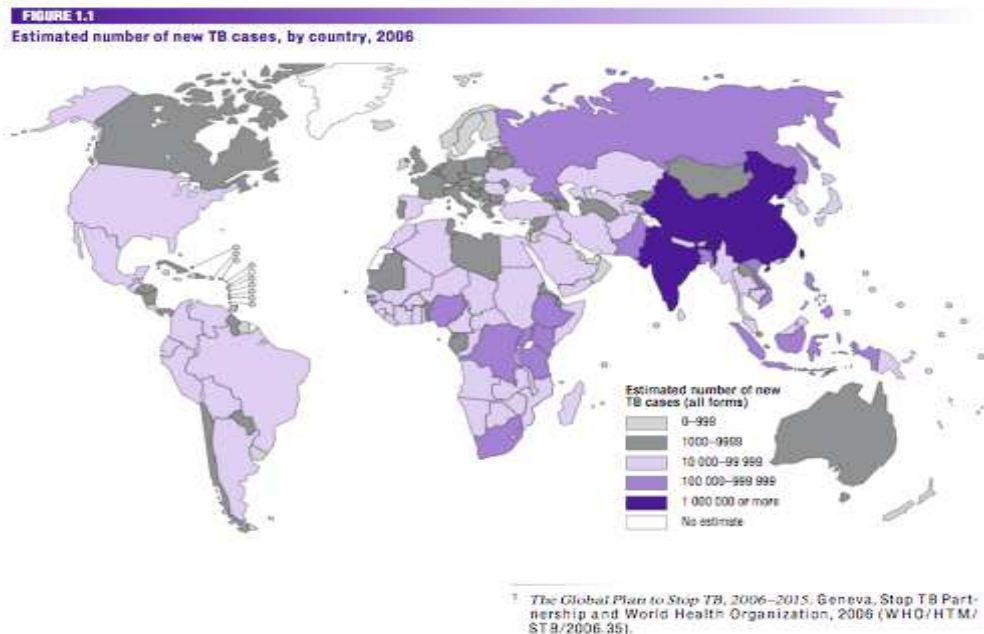 FIGURE 1.1
Estimated number of new TB cases, by country, 2006
Estimated number of new
TB cases (all forms)
0–999
1000–9999
10 000–99 999
100 000–999 999
1 000 000 or more
No estimate
The Global Plan to Stop TB, 2006–2015. Geneva, Stop TB Part-
nership and World Health Organization, 2006 (WHO/HTM/
STB/2006.35).